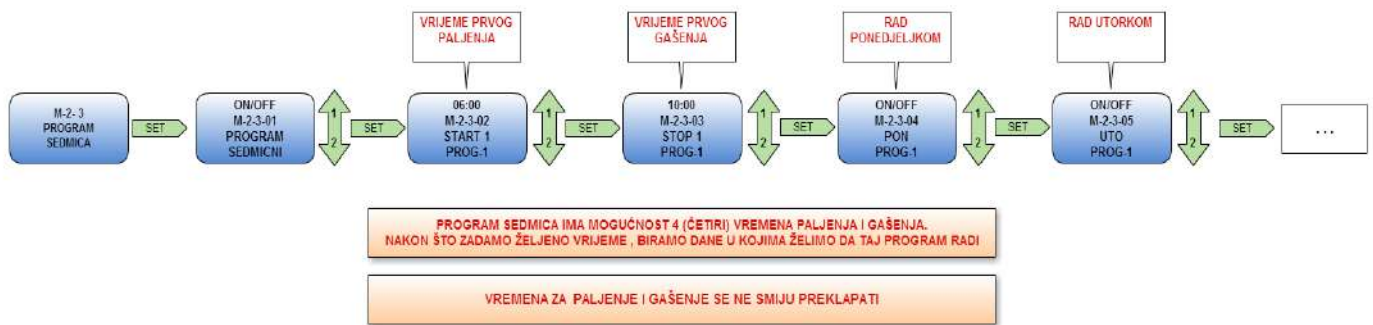 VRIJEME PRVOG
PALJENJA
VRIJEME PRVOG
GAŠENJA
RAD
PONEDJELJKOM
RAD UTORKOM
M-2- 3
PROGRAM
SEDMICA
SET
ON/OFF
M-2-3-01
PROGRAM
SEDMICNI
1
2
SET
06:00
M-2-3-02
START 1
PROG-1
1
2
SET
10:00
M-2-3-03
STOP 1
PROG-1
1
2
SET
ON/OFF
M-2-3-04
PON
PROG-1
1
2
SET
ON/OFF
M-2-3-05
UTO
PROG-1
1
2
SET
...
PROGRAM SEDMICA IMA MOGUĆNOST 4 (ČETIRI) VREMENA PALJENJA I GAŠENJA.
NAKON ŠTO ZADAMO ŽELJENO VRIJEME , BIRAMO DANE U KOJIMA ŽELIMO DA TAJ PROGRAM RADI
VREMENA ZA PALJENJE I GAŠENJE SE NE SMIJU PREKLAPATI